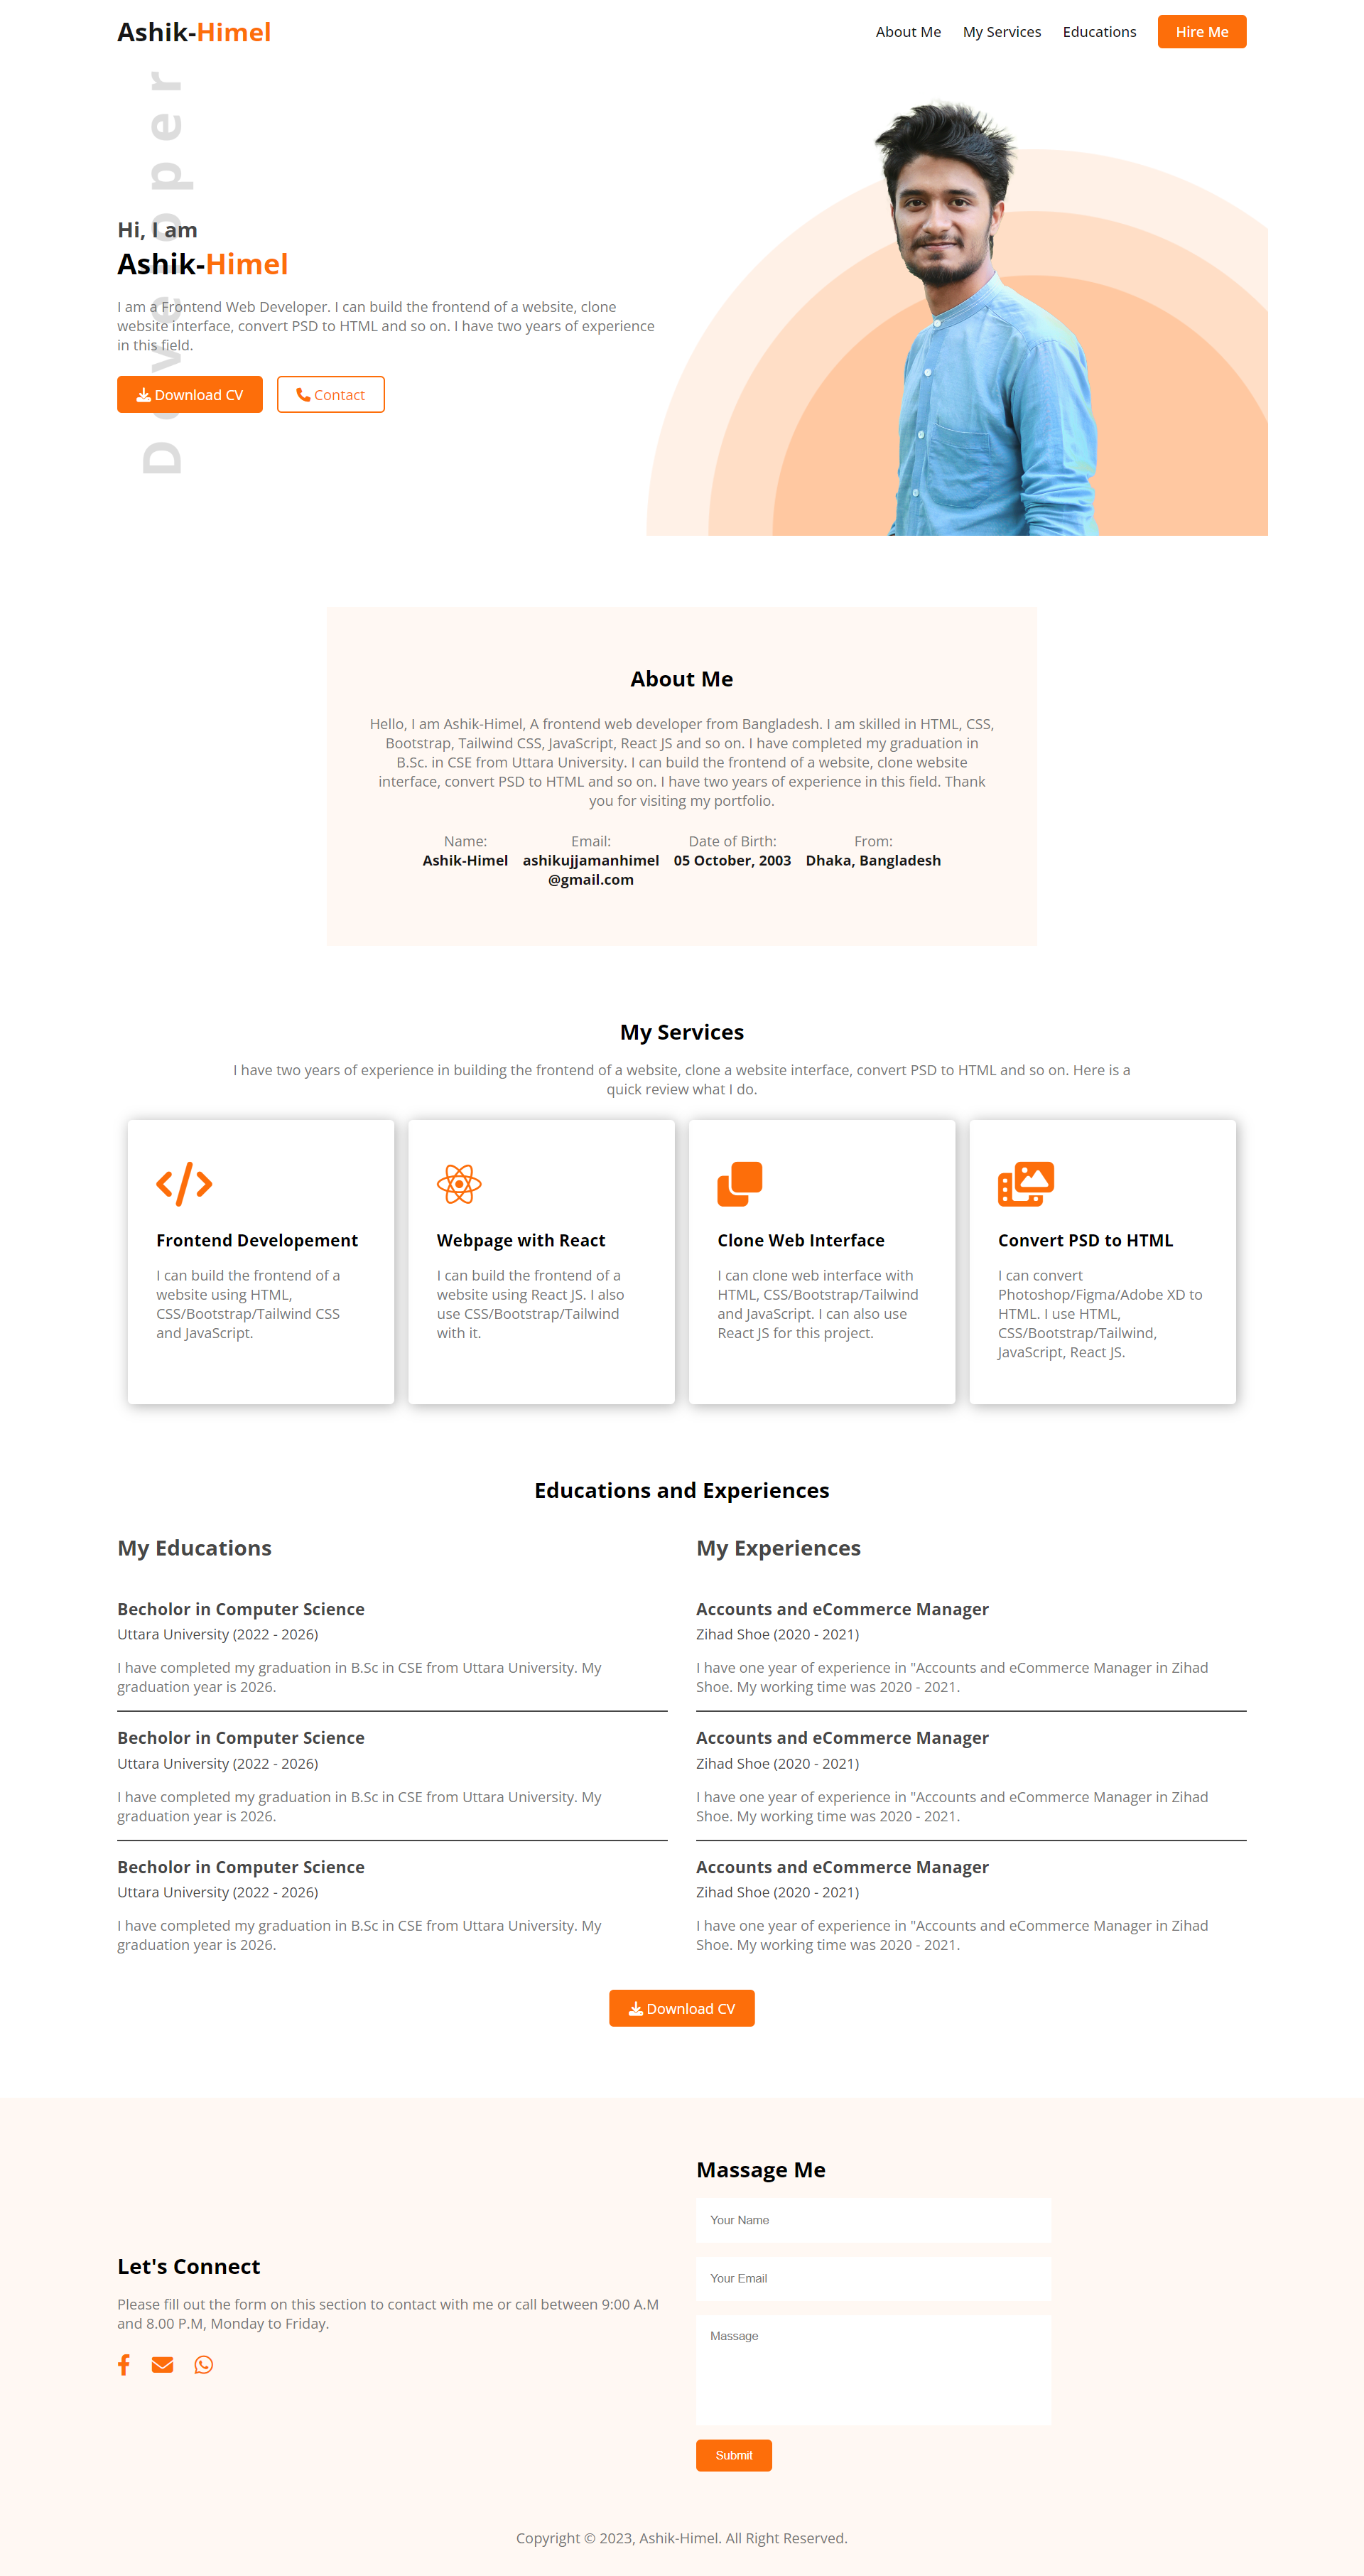 Ashik-Himel
About Me
My Services
Educations
Hire Me
Developer
Hi, I am
Ashik-Himel
I am a Frontend Web Developer. I can build the frontend of a website, clone
website interface, convert PSD to HTML and so on. I have two years of experience
in this field.
Download CV
Contact
About Me
Hello, I am Ashik-Himel, A frontend web developer from Bangladesh. I am skilled in HTML, CSS,
Bootstrap, Tailwind CSS, JavaScript, React JS and so on. I have completed my graduation in
B.Sc. in CSE from Uttara University. I can build the frontend of a website, clone website
interface, convert PSD to HTML and so on. I have two years of experience in this field. Thank
you for visiting my portfolio.
Name:
Ashik-Himel
Email:
ashikujjamanhimel
@gmail.com
Date of Birth:
05 October, 2003
From:
Dhaka, Bangladesh
My Services
I have two years of experience in building the frontend of a website, clone a website interface, convert PSD to HTML and so on. Here is a
quick review what I do.
Frontend Developement
I can build the frontend of a
website using HTML,
CSS/Bootstrap/Tailwind CSS
and JavaScript.
Webpage with React
I can build the frontend of a
website using React JS. I also
use CSS/Bootstrap/Tailwind
with it.
Clone Web Interface
I can clone web interface with
HTML, CSS/Bootstrap/Tailwind
and JavaScript. I can also use
React JS for this project.
Convert PSD to HTML
I can convert
Photoshop/Figma/Adobe XD to
HTML. I use HTML,
CSS/Bootstrap/Tailwind,
JavaScript, React JS.
Educations and Experiences
My Educations
Becholor in Computer Science
Uttara University (2022 - 2026)
I have completed my graduation in B.Sc in CSE from Uttara University. My
graduation year is 2026.
Becholor in Computer Science
Uttara University (2022 - 2026)
I have completed my graduation in B.Sc in CSE from Uttara University. My
graduation year is 2026.
Becholor in Computer Science
Uttara University (2022 - 2026)
I have completed my graduation in B.Sc in CSE from Uttara University. My
graduation year is 2026.
My Experiences
Accounts and eCommerce Manager
Zihad Shoe (2020 - 2021)
I have one year of experience in "Accounts and eCommerce Manager in Zihad
Shoe. My working time was 2020 - 2021.
Accounts and eCommerce Manager
Zihad Shoe (2020 - 2021)
I have one year of experience in "Accounts and eCommerce Manager in Zihad
Shoe. My working time was 2020 - 2021.
Accounts and eCommerce Manager
Zihad Shoe (2020 - 2021)
I have one year of experience in "Accounts and eCommerce Manager in Zihad
Shoe. My working time was 2020 - 2021.
Download CV
Let's Connect
Please fill out the form on this section to contact with me or call between 9:00 A.M
and 8.00 P.M, Monday to Friday.
Massage Me
Your Name
Your Email
Massage
Submit
Copyright © 2023, Ashik-Himel. All Right Reserved.